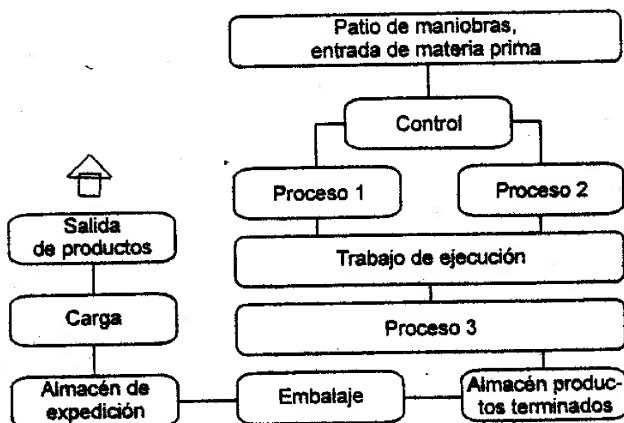 Patio de maniobras,
entrada de materia prima
Control
Proceso 1
Proceso 2
Trabajo de ejecución
Proceso 3
Almacén produc-
tos terminados
Embalaje
Almacén de
expedición
Carga
Salida
de productos